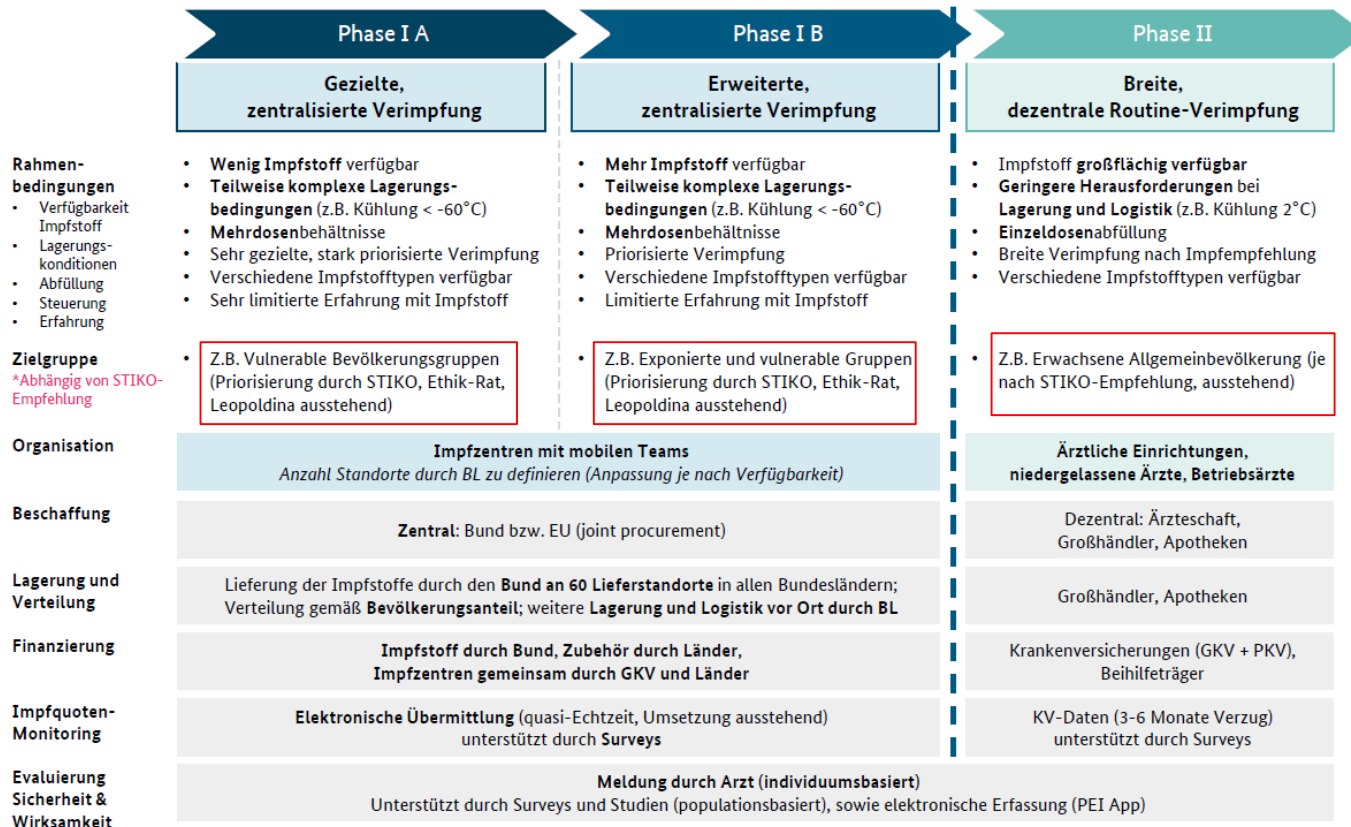 Phase I A
Phase I B
Phase II
Gezielte,
zentralisierte Verimpfung
Erweiterte,
zentralisierte Verimpfung
Breite,
dezentrale Routine-Verimpfung
Rahmen-
bedingungen
• Verfügbarkeit
Impfstoff
• Lagerungs-
konditionen
• Abfüllung
• Steuerung
• Erfahrung
• Wenig Impfstoff verfügbar
• Teilweise komplexe Lagerungs-
bedingungen (z.B. Kühlung < -60°C)
• Mehrdosenbehältnisse
• Sehr gezielte, stark priorisierte Verimpfung
• Verschiedene Impfstofftypen verfügbar
• Sehr limitierte Erfahrung mit Impfstoff
• Mehr Impfstoff verfügbar
• Teilweise komplexe Lagerungs-
bedingungen (z.B. Kühlung < -60°C)
• Mehrdosenbehältnisse
• Priorisierte Verimpfung
• Verschiedene Impfstofftypen verfügbar
• Limitierte Erfahrung mit Impfstoff
• Impfstoff großflächig verfügbar
• Geringere Herausforderungen bei
Lagerung und Logistik (z.B. Kühlung 2°C)
• Einzeldosenabfüllung
• Breite Verimpfung nach Impfempfehlung
• Verschiedene Impfstofftypen verfügbar
Zielgruppe
*Abhängig von STIKO-
Empfehlung
• Z.B. Vulnerable Bevölkerungsgruppen
(Priorisierung durch STIKO, Ethik-Rat,
Leopoldina ausstehend)
• Z.B. Exponierte und vulnerable Gruppen
(Priorisierung durch STIKO, Ethik-Rat,
Leopoldina ausstehend)
• Z.B. Erwachsene Allgemeinbevölkerung (je
nach STIKO-Empfehlung, ausstehend)
Organisation
Impfzentren mit mobilen Teams
Anzahl Standorte durch BL zu definieren (Anpassung je nach Verfügbarkeit)
Ärztliche Einrichtungen,
niedergelassene Ärzte, Betriebsärzte
Beschaffung
Zentral: Bund bzw. EU (joint procurement)
Dezentral: Ärzteschaft,
Großhändler, Apotheken
Lagerung und
Verteilung
Lieferung der Impfstoffe durch den Bund an 60 Lieferstandorte in allen Bundesländern;
Verteilung gemäß Bevölkerungsanteil; weitere Lagerung und Logistik vor Ort durch BL
Großhändler, Apotheken
Finanzierung
Impfstoff durch Bund, Zubehör durch Länder,
Impfzentren gemeinsam durch GKV und Länder
Krankenversicherungen (GKV + PKV),
Beihilfeträger
Impfquoten-
Monitoring
Elektronische Übermittlung (quasi-Echtzeit, Umsetzung ausstehend)
unterstützt durch Surveys
KV-Daten (3-6 Monate Verzug)
unterstützt durch Surveys
Evaluierung
Sicherheit &
Wirksamkeit
Meldung durch Arzt (individuumsbasiert)
Unterstützt durch Surveys und Studien (populationsbasiert), sowie elektronische Erfassung (PEI App)